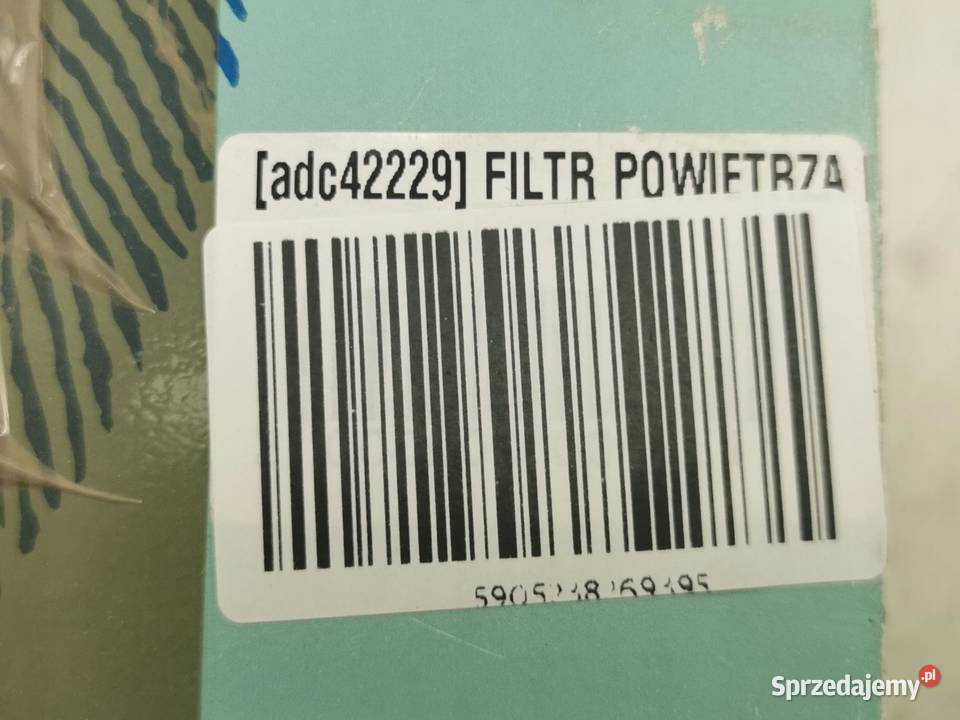 [adc42229] FILTR POWIETRZA
Sprzedajemy.pl